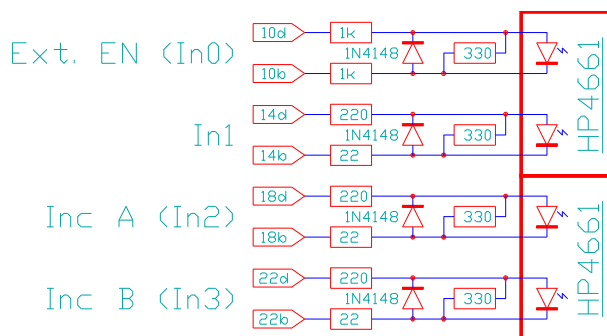 10d 1k
Ext. EN (In0) 1N4148 330
10b 1k
HP4661
14d 220
In1 1N4148 330
14b 22
18d 220
Inc A (In2) 1N4148 330
18b 22
HP4661
22d 220
Inc B (In3) 1N4148 330
22b 22